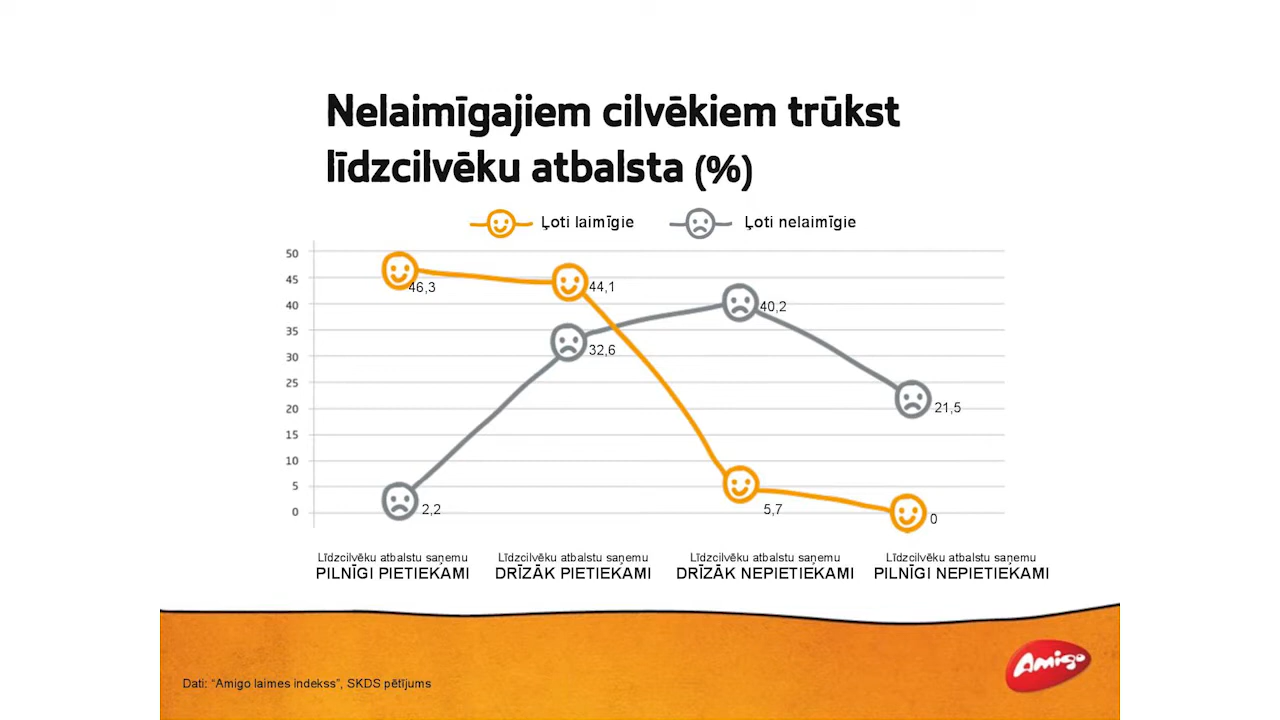 Nelaimīgajiem cilvēkiem trūkst
līdzcilvēku atbalsta (%)
Ļoti laimīgie
Ļoti nelaimīgie
50
45
40
35
30
25
20
15
10
5
0
46,3
44,1
5,7
0
2,2
32,6
40,2
21,5
Līdzcilvēku atbalstu saņemu
PILNĪGI PIETIEKAMI
Līdzcilvēku atbalstu saņemu
DRĪZĀK PIETIEKAMI
Līdzcilvēku atbalstu saņemu
DRĪZĀK NEPIETIEKAMI
Līdzcilvēku atbalstu saņemu
PILNĪGI NEPIETIEKAMI
Amigo
Dati: “Amigo laimes indekss”, SKDS pētījums